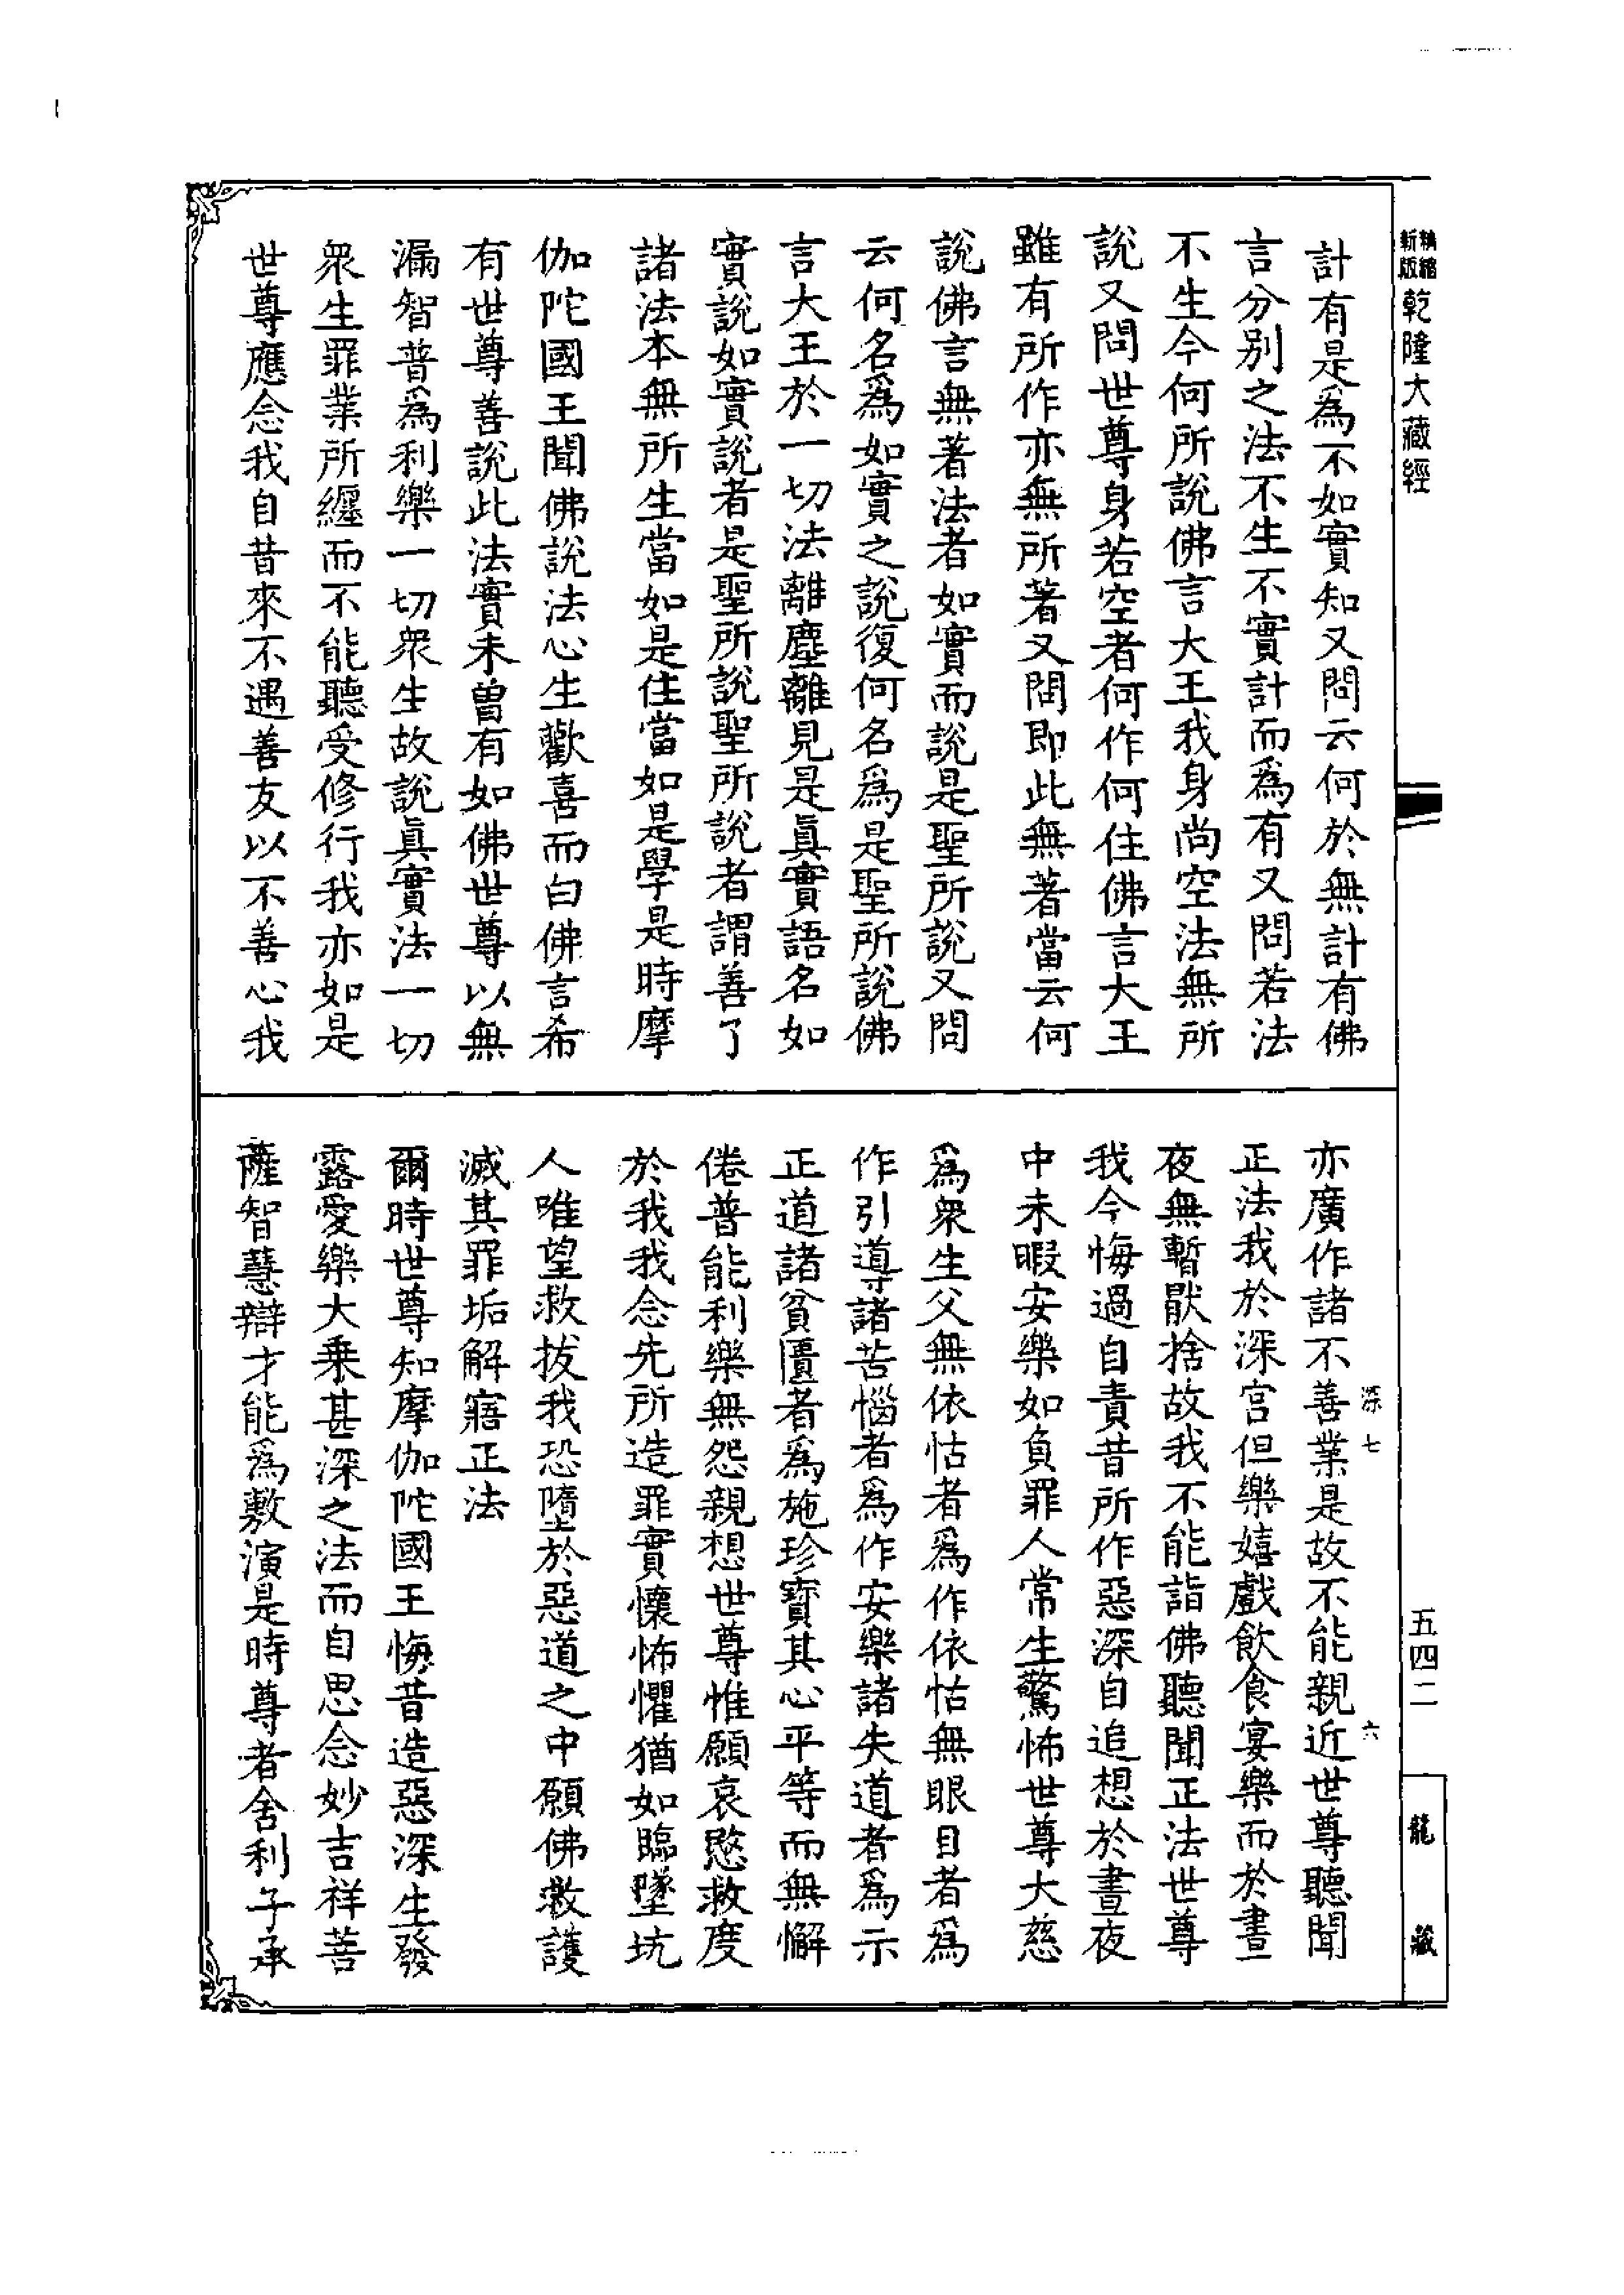 精縮新版
乾隆大藏經
計有是爲不如實知又問云何於無計有佛
言分別之法不生不實計而爲有又問若法
不生今何所說佛言大王我身尚空法無所
說又問世尊身若空者何作何住佛言大王
雖有所作亦無所著又問即此無著當云何
說佛言無著法者如實而說是聖所說又問
云何名爲如實之說復何名爲是聖所說佛
言大王於一切法離塵離見是眞實語名如
實說如實說者是聖所說聖所說者謂善了
諸法本無所生當如是住當如是學是時摩
伽陀國王聞佛說法心生歡喜而白佛言希
有世尊善說此法實未曾有如佛世尊以無
漏智普爲利樂一切衆生故說眞實法一切
衆生罪業所纏而不能聽受修行我亦如是
世尊應念我自昔來不遇善友以不善心我
亦廣作諸不善業是故不能親近世尊聽聞
正法我於深宮但樂嬉戲飲食宴樂而於晝
夜無暫猒捨故我不能詣佛聽聞正法世尊
我今悔過自責昔所作惡深自追想於晝夜
中未暇安樂如負罪人常生驚怖世尊大慈
爲衆生父無依怙者爲作依怙無眼目者爲
作引導諸苦惱者爲作安樂諸失道者爲示
正道諸貧匱者爲施珍寶其心平等而無懈
倦普能利樂無怨親想世尊惟願哀愍救度
於我我念先所造罪實懷怖懼猶如臨墜坑
人唯望救拔我恐墮於惡道之中願佛救護
滅其罪垢解寤正法
爾時世尊知摩伽陀國王悔昔造惡深生發
露愛樂大乗甚深之法而自思念妙吉祥菩
薩智慧辯才能爲敷演是時尊者舍利子承
深七
六
五四二
龍藏